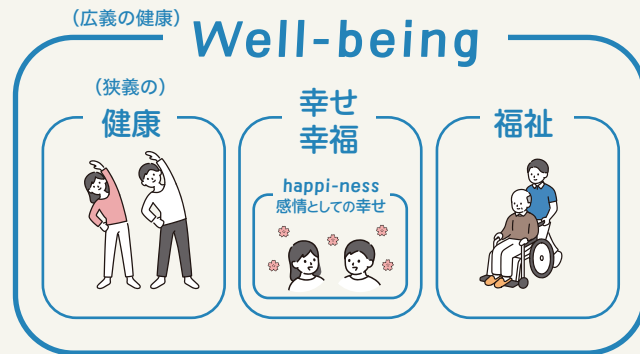 （広義の健康）
Well-being
（狭義の）
健康
幸せ
幸福
happi-ness
感情としての幸せ
福祉